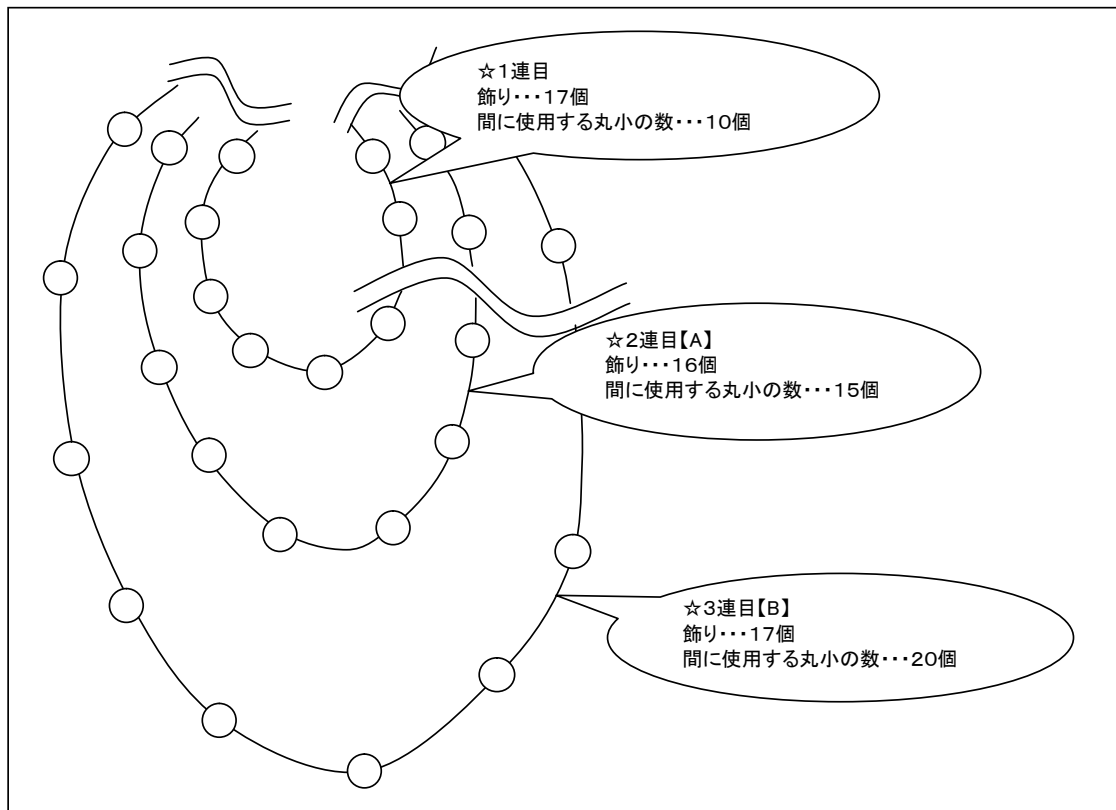 ☆1連目
飾り・・・17個
間に使用する丸小の数・・・10個
☆2連目【A】
飾り・・・16個
間に使用する丸小の数・・・15個
☆3連目【B】
飾り・・・17個
間に使用する丸小の数・・・20個